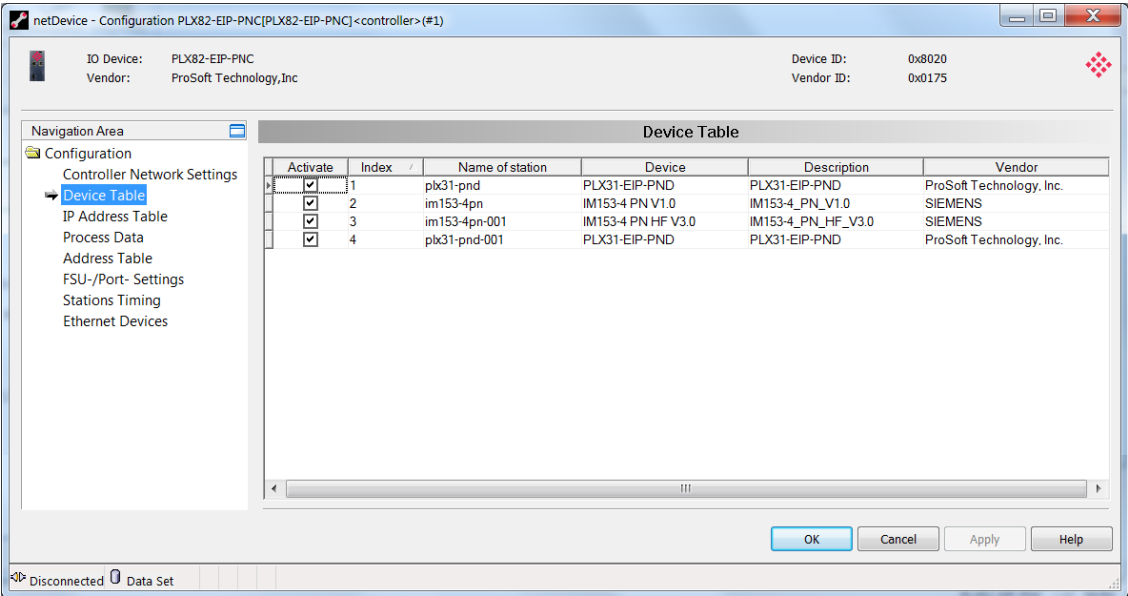 netDevice - Configuration PLX82-EIP-PNC[PLX82-EIP-PNC]<controller>(#1)
IO Device: PLX82-EIP-PNC Device ID: 0x8020
Vendor: ProSoft Technology,Inc Vendor ID: 0x0175
Navigation Area
Configuration
Controller Network Settings
Device Table
IP Address Table
Process Data
Address Table
FSU-/Port- Settings
Stations Timing
Ethernet Devices
Device Table
Activate Index Name of station Device Description Vendor
1 plx31-pnd PLX31-EIP-PND PLX31-EIP-PND ProSoft Technology, Inc.
2 im153-4pn IM153-4 PN V1.0 IM153-4_PN_V1.0 SIEMENS
3 im153-4pn-001 IM153-4 PN HF V3.0 IM153-4_PN_HF_V3.0 SIEMENS
4 plx31-pnd-001 PLX31-EIP-PND PLX31-EIP-PND ProSoft Technology, Inc.
OK Cancel Apply Help
Disconnected Data Set